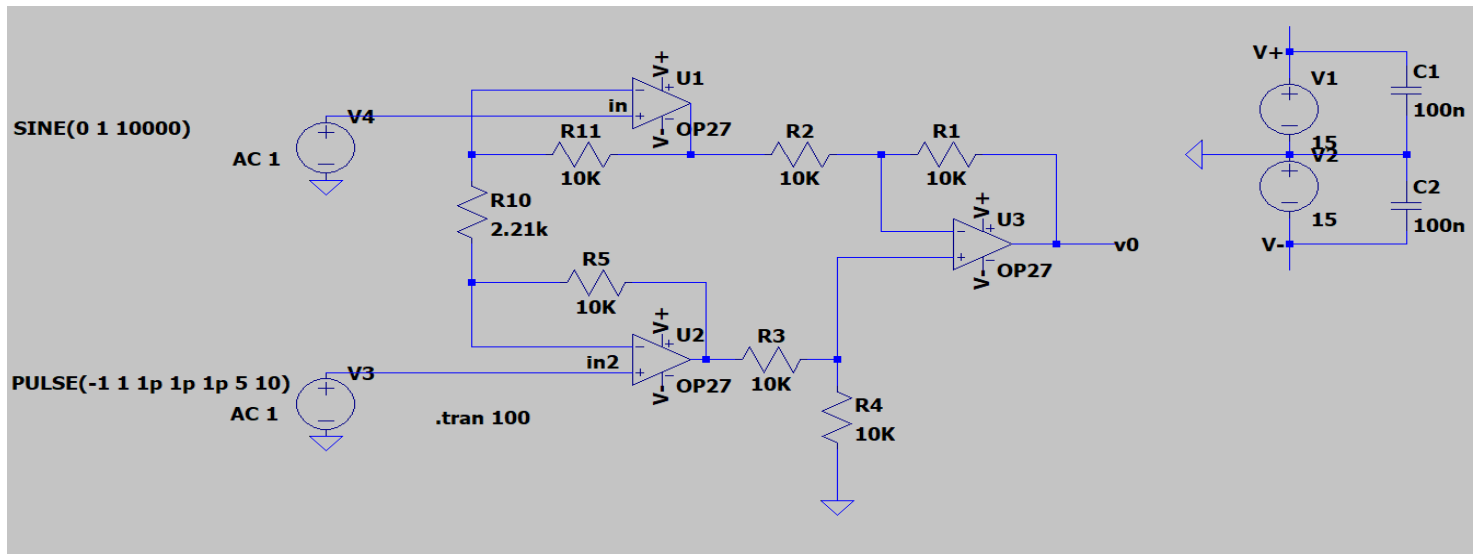 V+
U1
in
V-
OP27
V4
SINE(0 1 10000)
AC 1
R11
10K
R2
10K
R1
10K
R10
2.21k
V+
U3
V-
OP27
v0
R5
10K
V+
U2
in2
V-
OP27
V3
PULSE(-1 1 1p 1p 1p 5 10)
AC 1
.tran 100
R3
10K
R4
10K
V+
V1
15
V2
15
V-
C1
100n
C2
100n